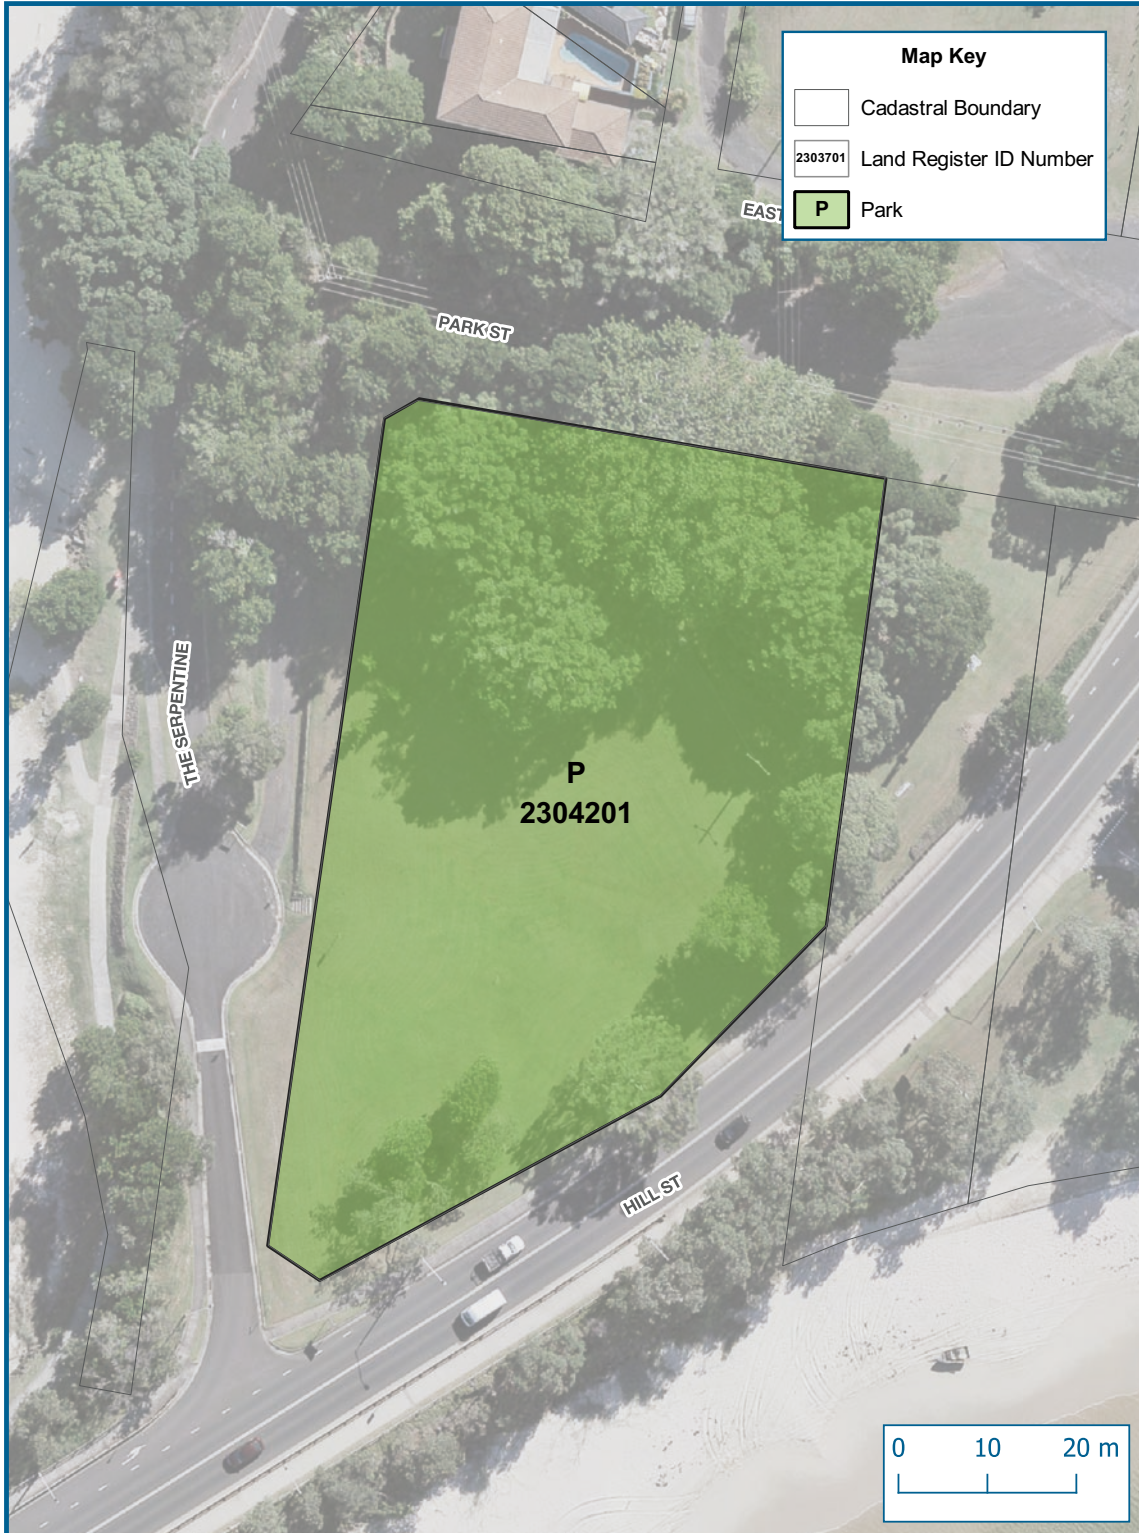 Map Key
Cadastral Boundary
2303701 Land Register ID Number
P Park
EAST
PARK ST
THE SERPENTINE
P
2304201
HILL ST
0 10 20 m